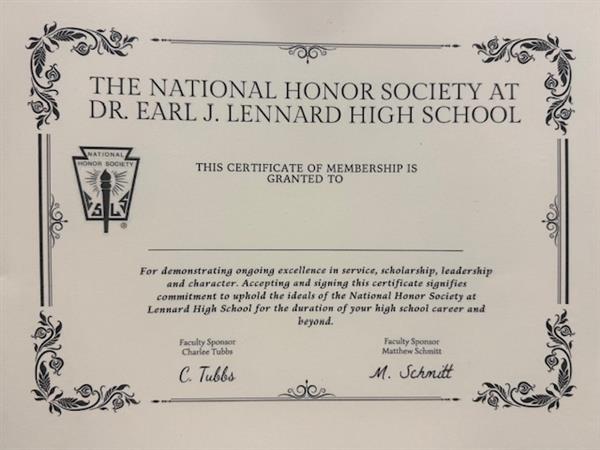 THE NATIONAL HONOR SOCIETY AT
DR. EARL J. LENNARD HIGH SCHOOL
NATIONAL
HONOR SOCIETY
S L
®
THIS CERTIFICATE OF MEMBERSHIP IS
GRANTED TO
For demonstrating ongoing excellence in service, scholarship, leadership
and character. Accepting and signing this certificate signifies
commitment to uphold the ideals of the National Honor Society at
Lennard High School for the duration of your high school career and
beyond.
Faculty Sponsor
Charlee Tubbs
C. Tubbs
Faculty Sponsor
Matthew Schmitt
M. Schmitt